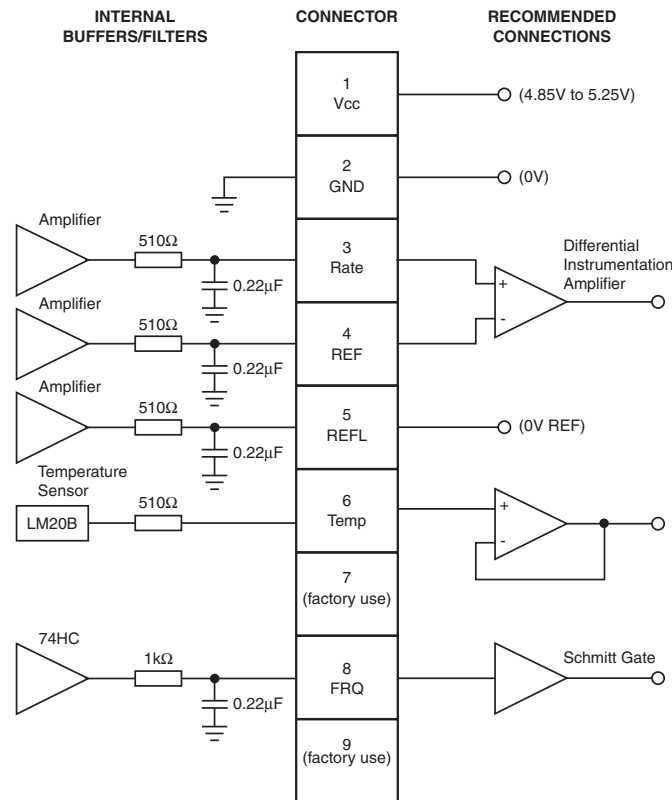 INTERNAL
BUFFERS/FILTERS
CONNECTOR
RECOMMENDED
CONNECTIONS
1
Vcc
(4.85V to 5.25V)
2
GND
(0V)
Amplifier
510Ω
0.22µF
3
Rate
Differential
Instrumentation
Amplifier
+
-
Amplifier
510Ω
0.22µF
4
REF
Amplifier
510Ω
0.22µF
5
REFL
(0V REF)
Temperature
Sensor
LM20B
510Ω
6
Temp
+
-
7
(factory use)
74HC
1kΩ
0.22µF
8
FRQ
Schmitt Gate
9
(factory use)